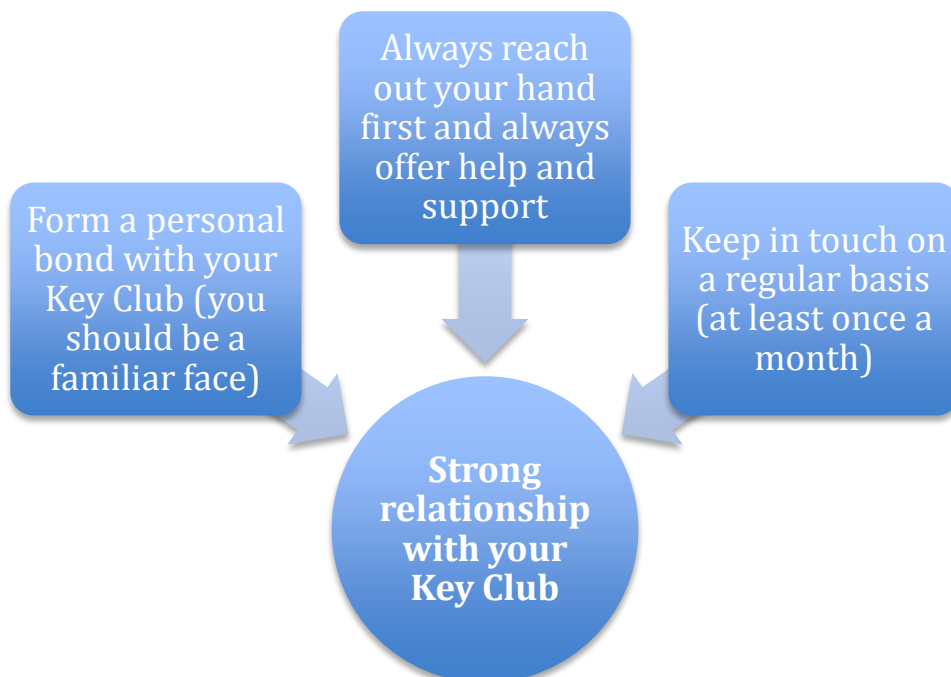 Always reach
out your hand
first and always
offer help and
support
Form a personal
bond with your
Key Club (you
should be a
familiar face)
Keep in touch on
a regular basis
(at least once a
month)
Strong
relationship
with your
Key Club